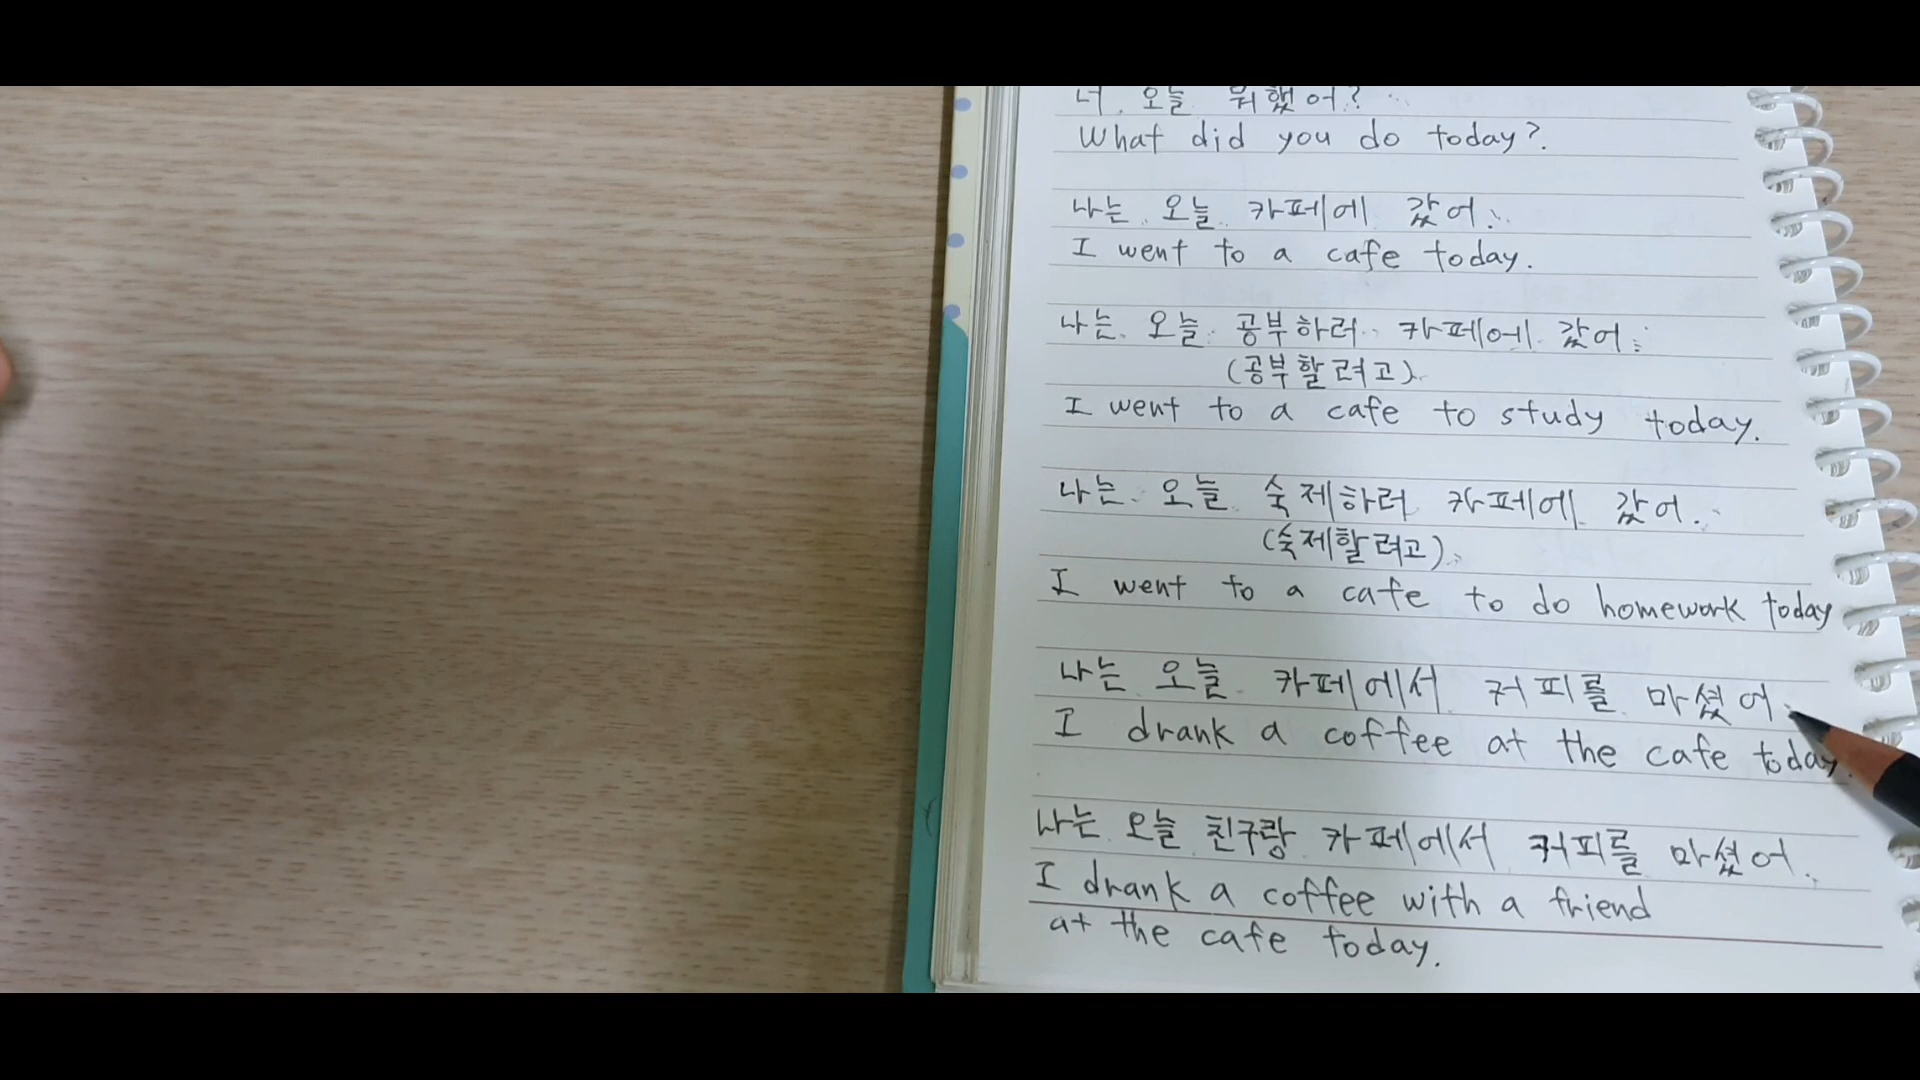 너 오늘 뭐했어?
What did you do today?.
나는 오늘 카페에 갔어.
I went to a cafe today.
나는 오늘 공부하러 카페에 갔어.
(공부할려고)
I went to a cafe to study today.
나는 오늘 숙제하러 카페에 갔어.
(숙제할려고)
I went to a cafe to do homework today
나는 오늘 카페에서 커피를 마셨어.
I drank a coffee at the cafe today.
나는 오늘 친구랑 카페에서 커피를 마셨어.
I drank a coffee with a friend
at the cafe today.